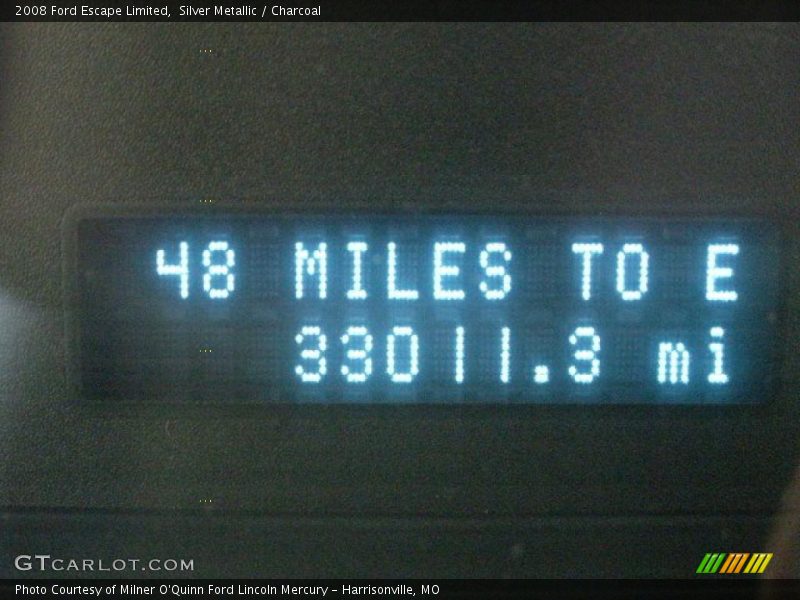 2008 Ford Escape Limited,  Silver Metallic / Charcoal
48 MILES TO E
33011.3 mi
GTCARLOT.COM
Photo Courtesy of Milner O'Quinn Ford Lincoln Mercury – Harrisonville, MO